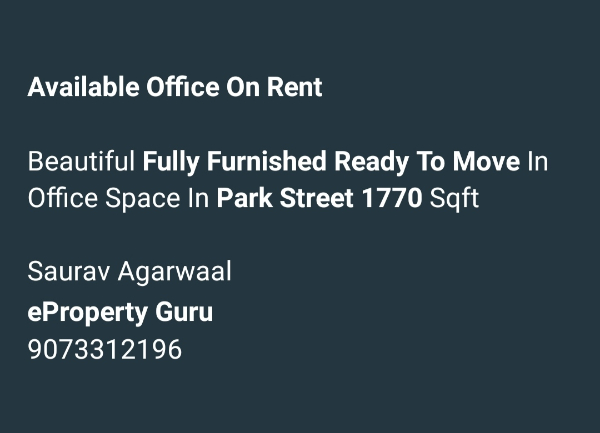 Available Office On Rent
Beautiful Fully Furnished Ready To Move In
Office Space In Park Street 1770 Sqft
Saurav Agarwaal
eProperty Guru
9073312196